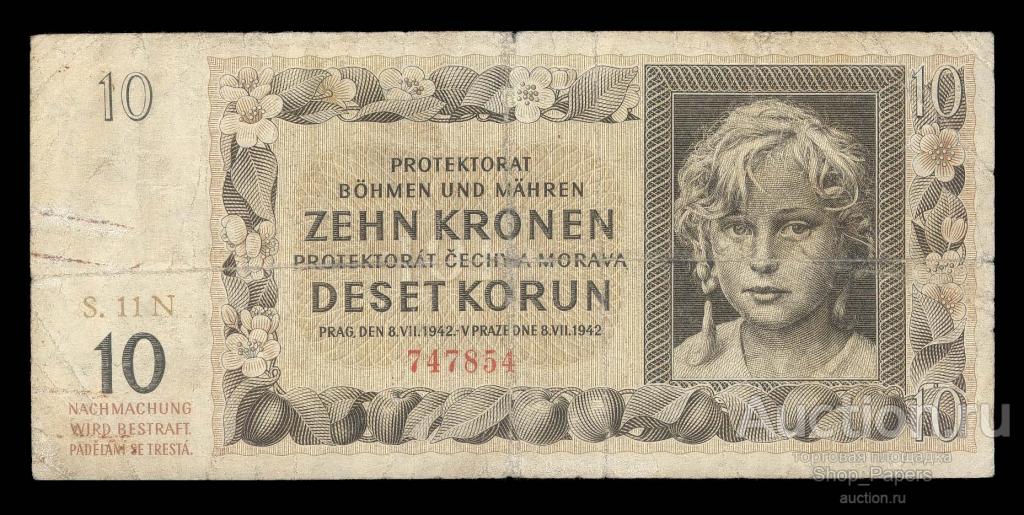 10
10
PROTEKTORAT
BÖHMEN UND MÄHREN
ZEHN KRONEN
PROTEKTORÁT ČECHY A MORAVA
DESET KORUN
PRAG, DEN 8. VII. 1942.-V PRAZE DNE 8. VII. 1942
747854
S. 11 N
10
NACHMACHUNG
WIRD BESTRAFT.
PADĚLÁNÍ SE TRESTÁ.
10
Auction.ru
торговая площадка
Shop_Papers
auction.ru